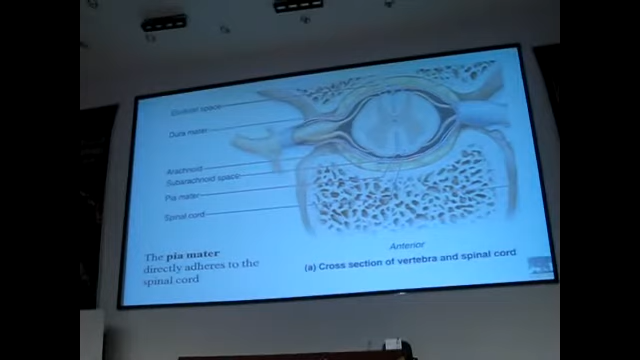 Epidural space
Dura mater
Arachnoid
Subarachnoid space
Pia mater
Spinal cord
The pia mater
directly adheres to the
spinal cord
Anterior
(a) Cross section of vertebra and spinal cord